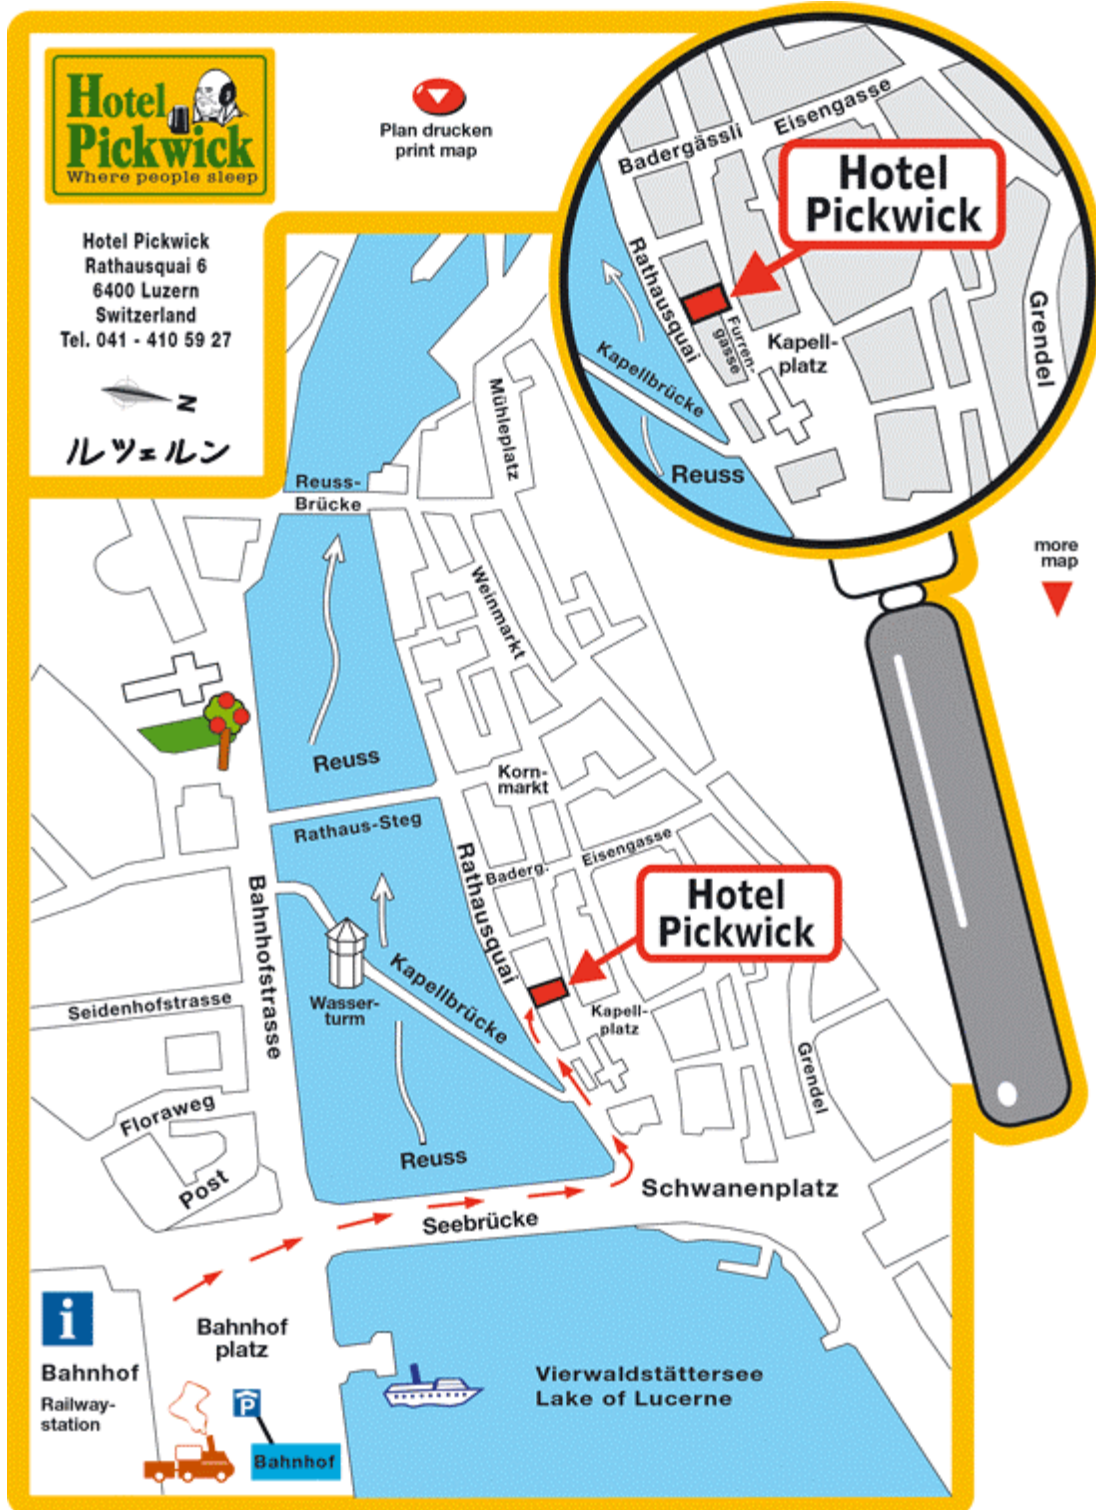 Hotel
Pickwick
Where people sleep
Plan drucken
print map
Hotel Pickwick
Rathausquai 6
6400 Luzern
Switzerland
Tel. 041 - 410 59 27
N
ルツェルン
Badergässli
Eisengasse
Hotel
Pickwick
Rathausquai
Furren-
gasse
Kapell-
platz
Grendel
Kapellbrücke
Reuss
more
map
Mühleplatz
Reuss-
Brücke
Weinmarkt
Reuss
Korn-
markt
Rathaus-Steg
Rathausquai
Baderg.
Eisengasse
Hotel
Pickwick
Bahnhofstrasse
Kapellbrücke
Wasser-
turm
Seidenhofstrasse
Kapell-
platz
Grendel
Floraweg
Post
Reuss
Schwanenplatz
Seebrücke
i
Bahnhof
platz
Bahnhof
Railway-
station
P
Bahnhof
Vierwaldstättersee
Lake of Lucerne